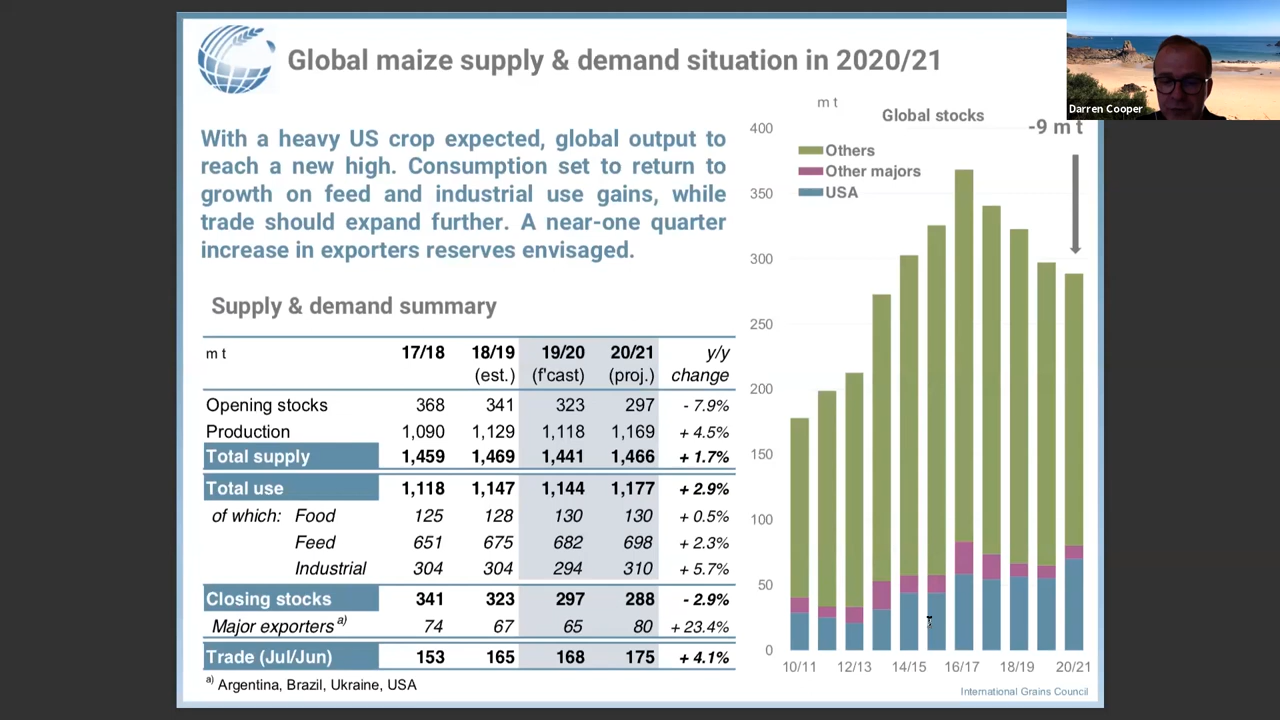 Global maize supply & demand situation in 2020/21
Darren Cooper
With a heavy US crop expected, global output to
reach a new high. Consumption set to return to
growth on feed and industrial use gains, while
trade should expand further. A near-one quarter
increase in exporters reserves envisaged.
Supply & demand summary
m t 17/18 18/19 19/20 20/21 y/y
(est.) (f'cast) (proj.) change
Opening stocks 368 341 323 297 - 7.9%
Production 1,090 1,129 1,118 1,169 + 4.5%
Total supply 1,459 1,469 1,441 1,466 + 1.7%
Total use 1,118 1,147 1,144 1,177 + 2.9%
of which: Food 125 128 130 130 + 0.5%
Feed 651 675 682 698 + 2.3%
Industrial 304 304 294 310 + 5.7%
Closing stocks 341 323 297 288 - 2.9%
Major exporters a) 74 67 65 80 + 23.4%
Trade (Jul/Jun) 153 165 168 175 + 4.1%
a) Argentina, Brazil, Ukraine, USA
m t
Global stocks
-9 m t
Others
Other majors
USA
400
350
300
250
200
150
100
50
0
10/11 12/13 14/15 16/17 18/19 20/21
International Grains Council